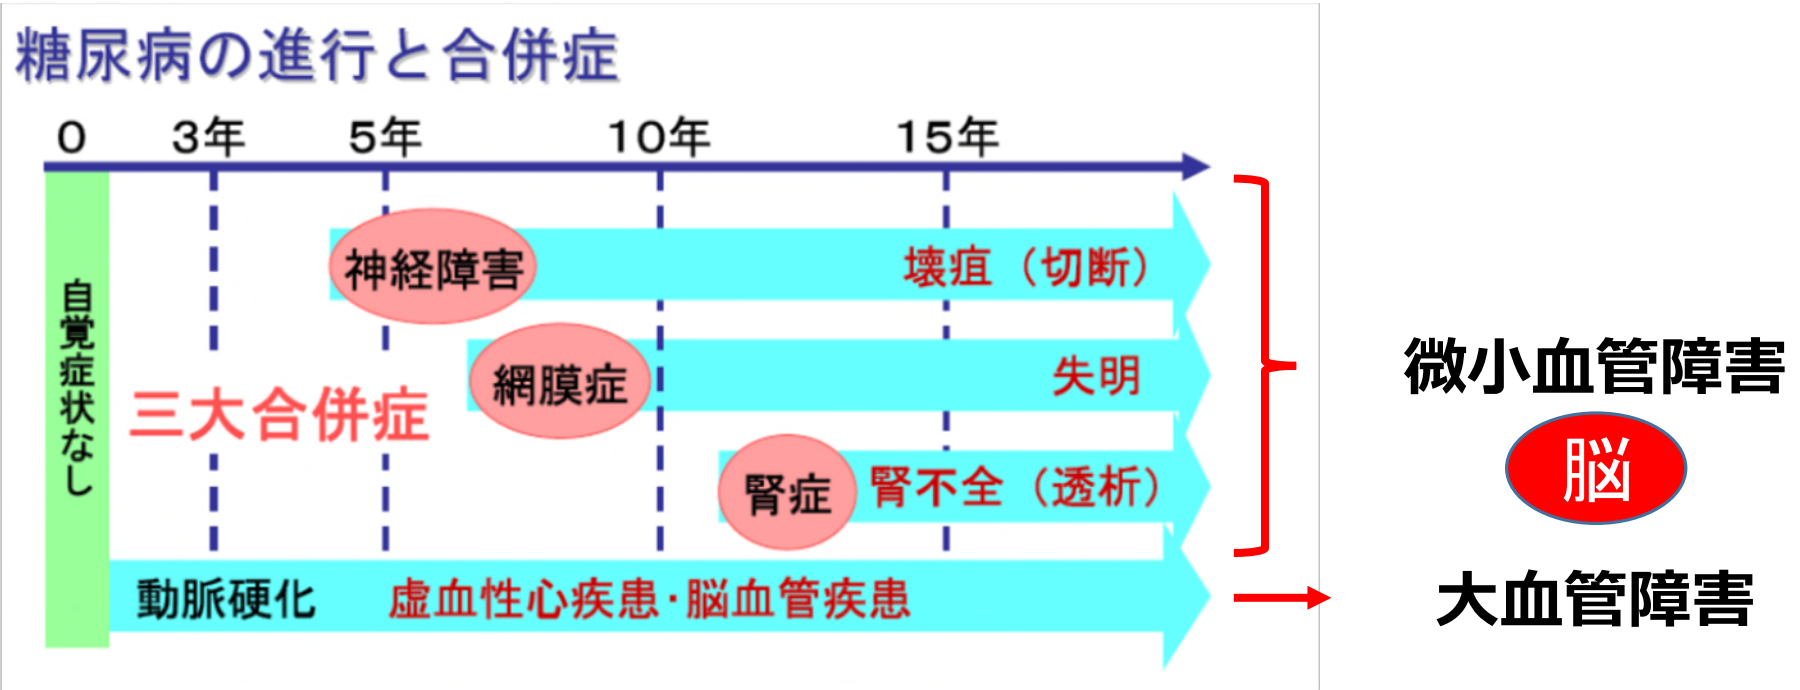 糖尿病の進行と合併症
0 3年 5年 10年 15年
自覚症状なし
神経障害 壊疽（切断）
網膜症 失明
三大合併症
腎症 腎不全（透析）
動脈硬化 虚血性心疾患・脳血管疾患
微小血管障害
脳
大血管障害